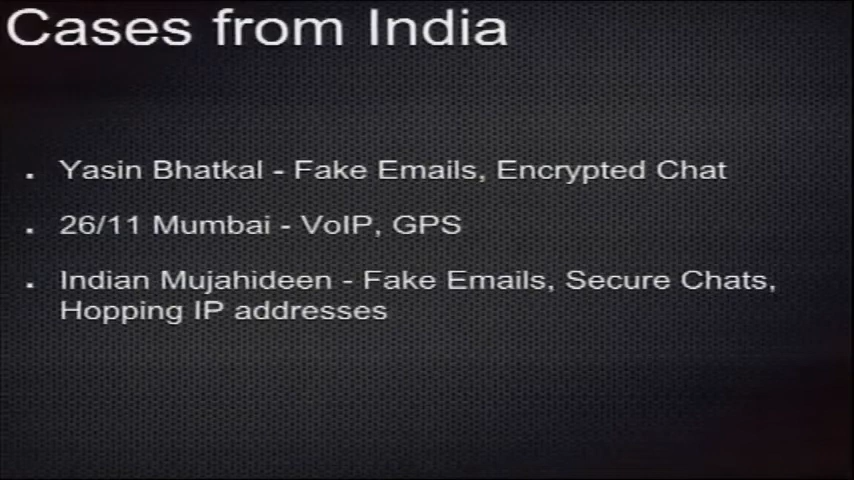 Cases from India
. Yasin Bhatkal - Fake Emails, Encrypted Chat
. 26/11 Mumbai - VoIP, GPS
. Indian Mujahideen - Fake Emails, Secure Chats,
Hopping IP addresses